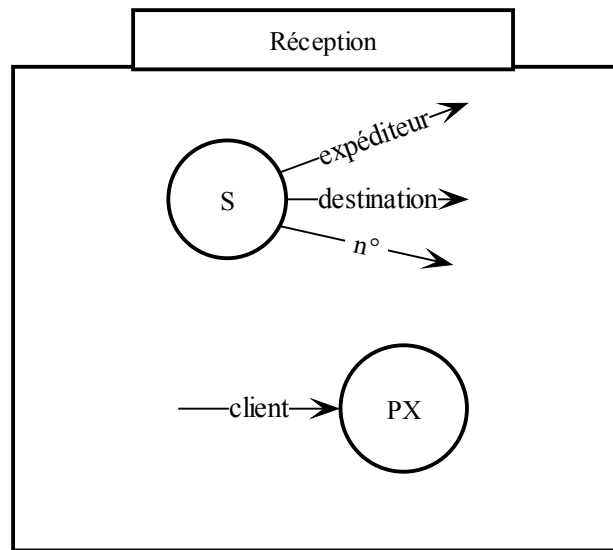 Réception
expéditeur
S
destination
n°
client
PX